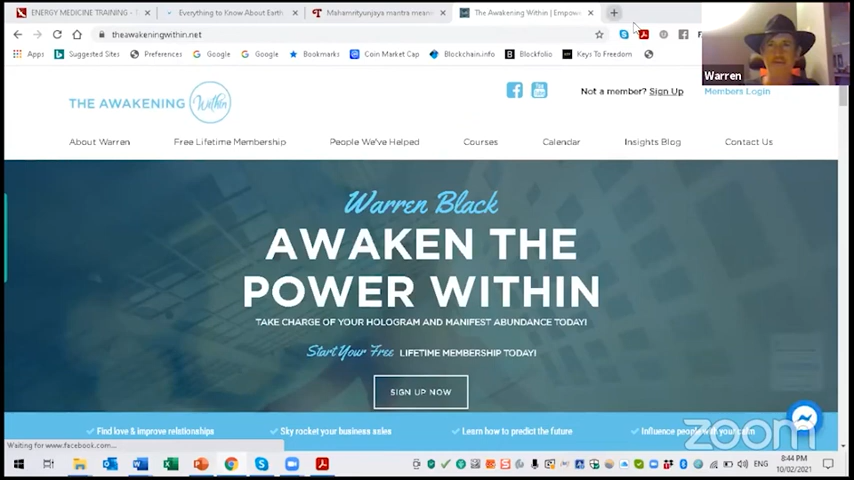 ENERGY MEDICINE TRAINING -
Everything to Know About Earth
Mahamrityunjaya mantra meanin
The Awakening Within | Empow
theawakeningwithin.net
Apps
Suggested Sites
Google
Google
Bookmarks
Coin Market Cap
Blockchain.info
Blockfolio
Keys To Freedom
Warren
THE AWAKENING Within
Not a member? Sign Up
Members Login
About Warren
Free Lifetime Membership
People We've Helped
Courses
Calendar
Insights Blog
Contact Us
Warren Black
AWAKEN THE
POWER WITHIN
TAKE CHARGE OF YOUR HOLOGRAM AND MANIFEST ABUNDANCE TODAY!
Start Your Free LIFETIME MEMBERSHIP TODAY!
SIGN UP NOW
Find love & improve relationships
Sky rocket your business sales
Learn how to predict the future
Influence people with your
zoom
Waiting for www.facebook.com...
ENG
8:44 PM
10/02/2021